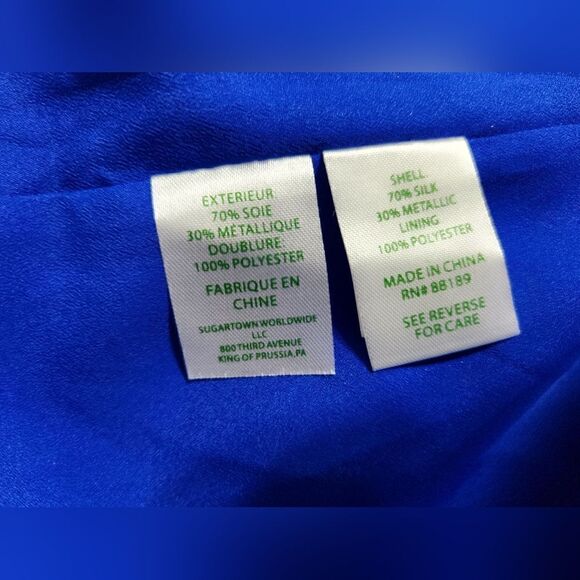 EXTERIEUR
70% SOIE
30% MÉTALLIQUE
DOUBLURE:
100% POLYESTER
FABRIQUE EN
CHINE
SUGARTOWN WORLDWIDE
LLC
800 THIRD AVENUE
KING OF PRUSSIA, PA
SHELL:
70% SILK
30% METALLIC
LINING
100% POLYESTER
MADE IN CHINA
RN# 88189
SEE REVERSE
FOR CARE